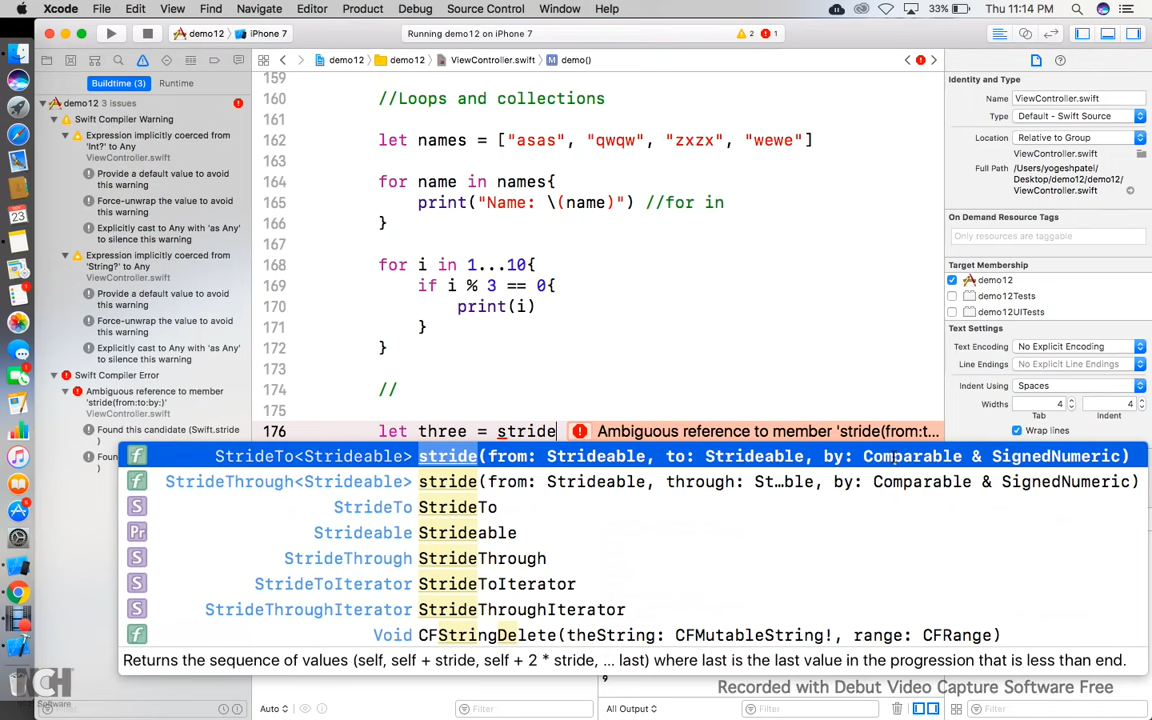 Xcode File Edit View Find Navigate Editor Product Debug Source Control Window Help 33% Thu 11:14 PM
demo12 iPhone 7 Running demo12 on iPhone 7 2 1
demo12 demo12 ViewController.swift demo()
Buildtime (3) Runtime
demo12 3 issues
Swift Compiler Warning
Expression implicitly coerced from
'Int?' to Any
ViewController.swift
Provide a default value to avoid
this warning
Force-unwrap the value to avoid
this warning
Explicitly cast to Any with 'as Any'
to silence this warning
Expression implicitly coerced from
'String?' to Any
ViewController.swift
Provide a default value to avoid
this warning
Force-unwrap the value to avoid
this warning
Explicitly cast to Any with 'as Any'
to silence this warning
Swift Compiler Error
Ambiguous reference to member
'stride(from:to:by:)'
ViewController.swift
Found this candidate (Swift.stride
)
159
160 //Loops and collections
161
162 let names = ["asas", "qwqw", "zxzx", "wewe"]
163
164 for name in names{
165 print("Name: \(name)") //for in
166 }
167
168 for i in 1...10{
169 if i % 3 == 0{
170 print(i)
171 }
172 }
173
174 //
175
176 let three = stride Ambiguous reference to member 'stride(from:t...
StrideTo<Strideable> stride(from: Strideable, to: Strideable, by: Comparable & SignedNumeric)
StrideThrough<Strideable> stride(from: Strideable, through: St…ble, by: Comparable & SignedNumeric)
StrideTo StrideTo
Strideable Strideable
StrideThrough StrideThrough
StrideToIterator StrideToIterator
StrideThroughIterator StrideThroughIterator
Void CFStringDelete(theString: CFMutableString!, range: CFRange)
Returns the sequence of values (self, self + stride, self + 2 * stride, … last) where last is the last value in the progression that is less than end.
Identity and Type
Name ViewController.swift
Type Default - Swift Source
Location Relative to Group
ViewController.swift
Full Path /Users/yogeshpatel/
Desktop/demo12/demo12/
ViewController.swift
On Demand Resource Tags
Only resources are taggable
Target Membership
demo12
demo12Tests
demo12UITests
Text Settings
Text Encoding No Explicit Encoding
Line Endings No Explicit Line Endings
Indent Using Spaces
Widths 4 4
Tab Indent
Wrap lines
9
NCH
Software
Recorded with Debut Video Capture Software Free
Filter Auto Filter All Output Filter Filter